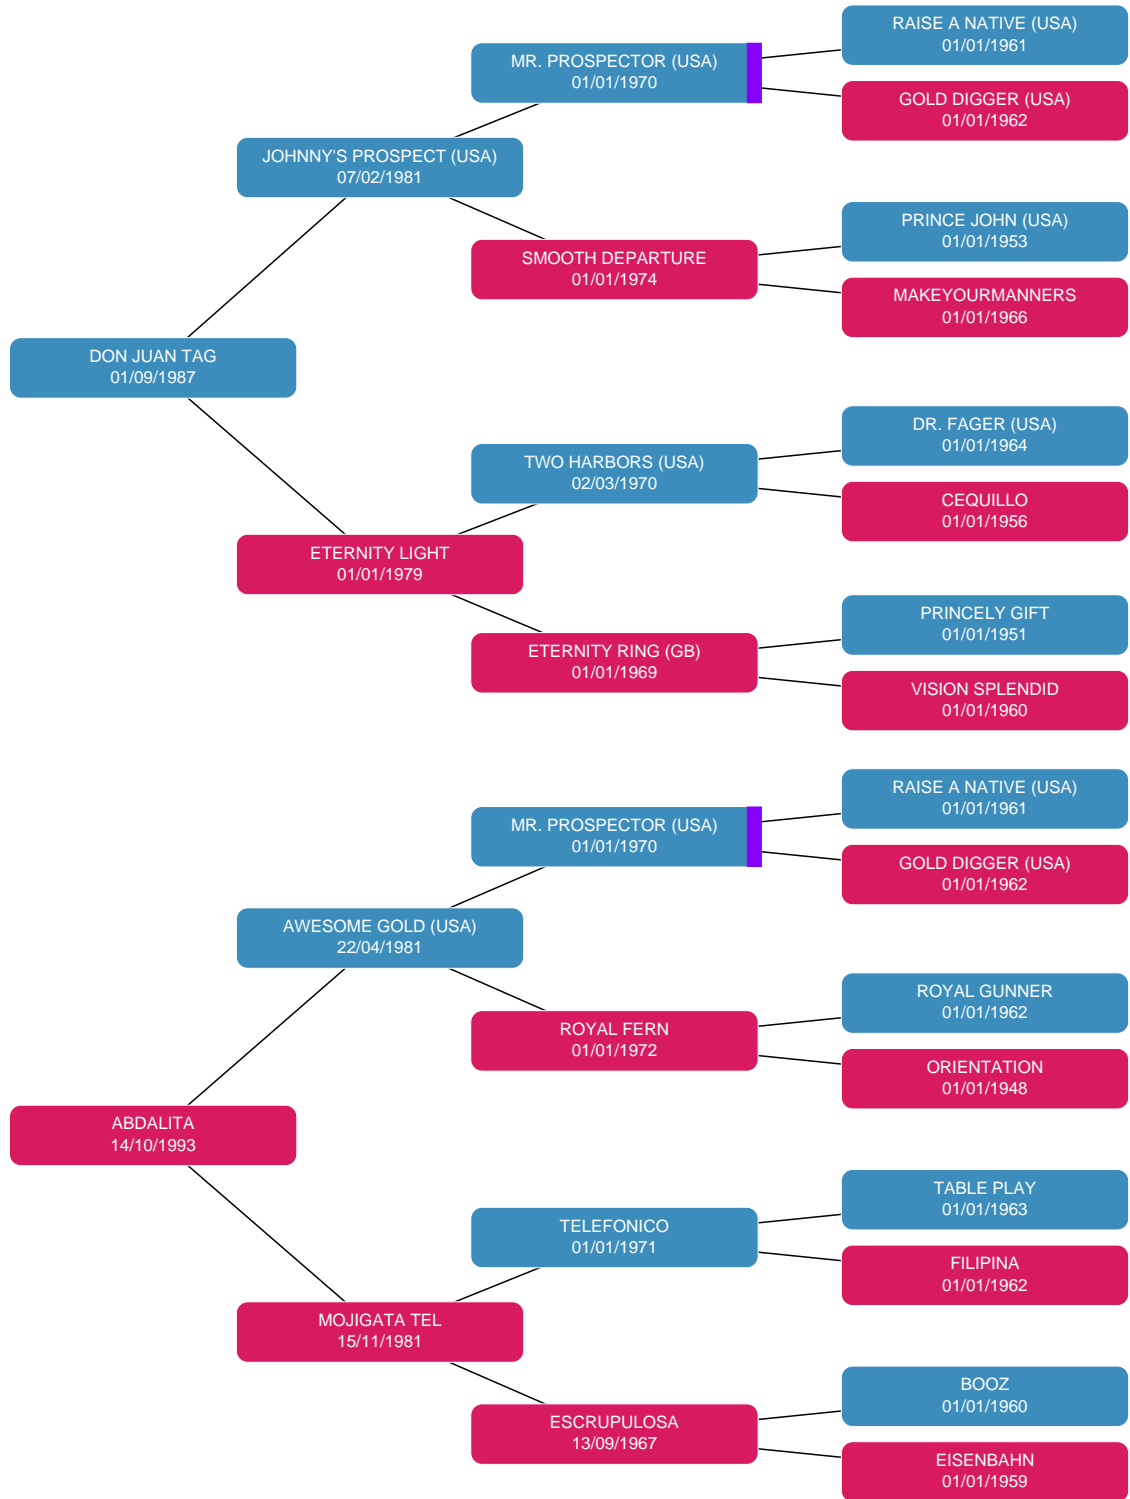 RAISE A NATIVE (USA)
01/01/1961
MR. PROSPECTOR (USA)
01/01/1970
GOLD DIGGER (USA)
01/01/1962
JOHNNY'S PROSPECT (USA)
07/02/1981
PRINCE JOHN (USA)
01/01/1953
SMOOTH DEPARTURE
01/01/1974
MAKEYOURMANNERS
01/01/1966
DON JUAN TAG
01/09/1987
DR. FAGER (USA)
01/01/1964
TWO HARBORS (USA)
02/03/1970
CEQUILLO
01/01/1956
ETERNITY LIGHT
01/01/1979
PRINCELY GIFT
01/01/1951
ETERNITY RING (GB)
01/01/1969
VISION SPLENDID
01/01/1960
RAISE A NATIVE (USA)
01/01/1961
MR. PROSPECTOR (USA)
01/01/1970
GOLD DIGGER (USA)
01/01/1962
AWESOME GOLD (USA)
22/04/1981
ROYAL GUNNER
01/01/1962
ROYAL FERN
01/01/1972
ORIENTATION
01/01/1948
ABDALITA
14/10/1993
TABLE PLAY
01/01/1963
TELEFONICO
01/01/1971
FILIPINA
01/01/1962
MOJIGATA TEL
15/11/1981
BOOZ
01/01/1960
ESCRUPULOSA
13/09/1967
EISENBAHN
01/01/1959